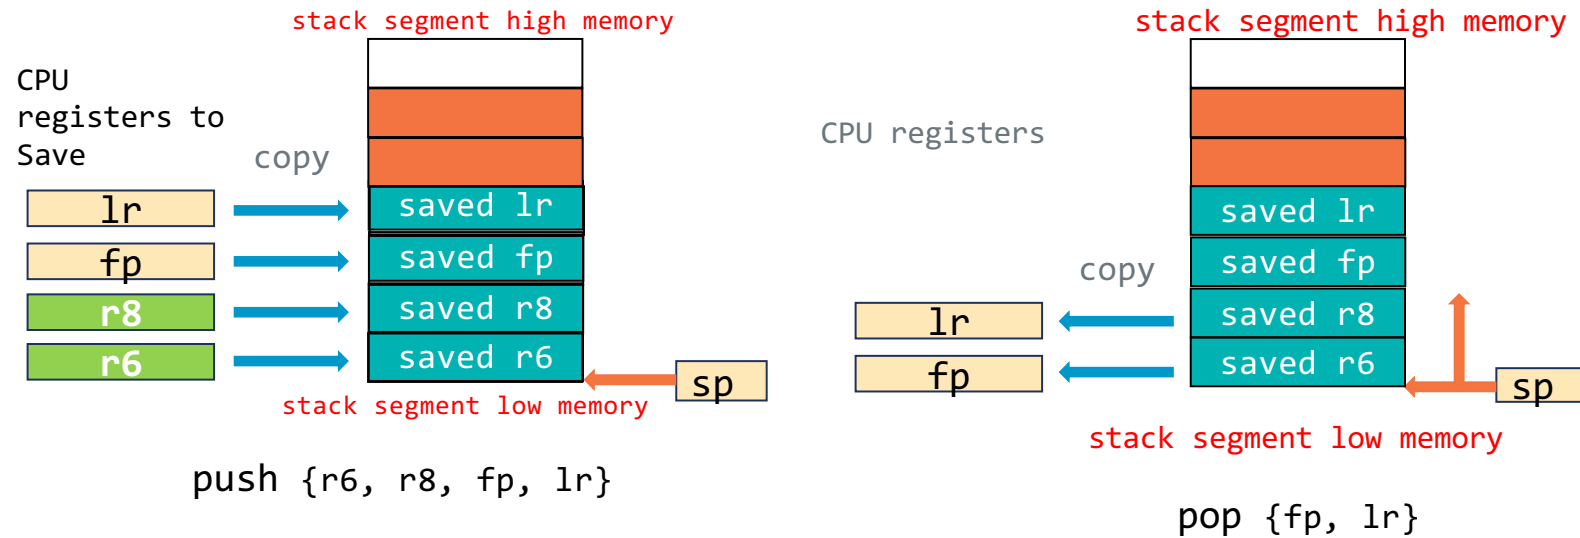 stack segment high memory
CPU
registers to
Save
copy
lr
fp
r8
r6
saved lr
saved fp
saved r8
saved r6
sp
stack segment low memory
push {r6, r8, fp, lr}
stack segment high memory
CPU registers
copy
lr
fp
saved lr
saved fp
saved r8
saved r6
sp
stack segment low memory
pop {fp, lr}